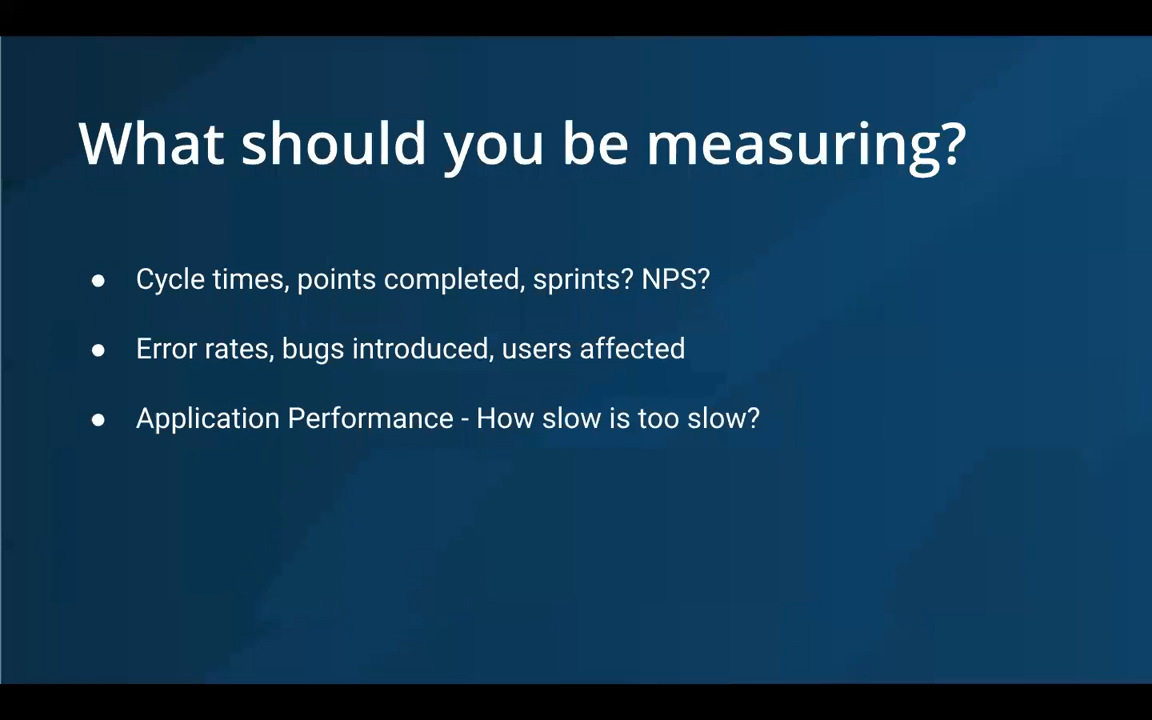 What should you be measuring?
● Cycle times, points completed, sprints? NPS?
● Error rates, bugs introduced, users affected
● Application Performance - How slow is too slow?